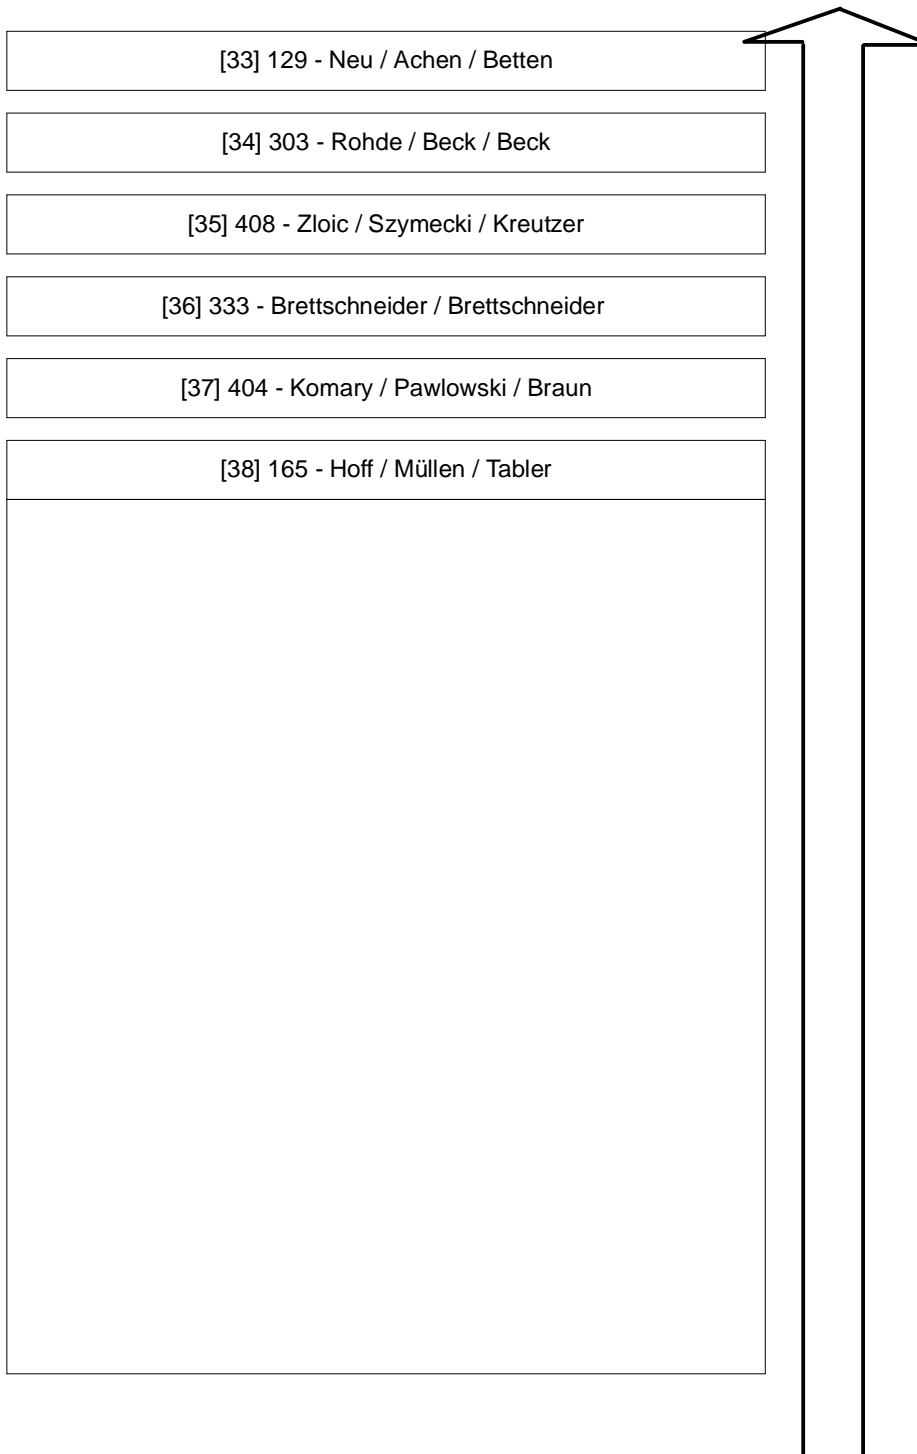 [33] 129 - Neu / Achen / Betten
[34] 303 - Rohde / Beck / Beck
[35] 408 - Zloic / Szymecki / Kreutzer
[36] 333 - Brettschneider / Brettschneider
[37] 404 - Komary / Pawlowski / Braun
[38] 165 - Hoff / Müllen / Tabler